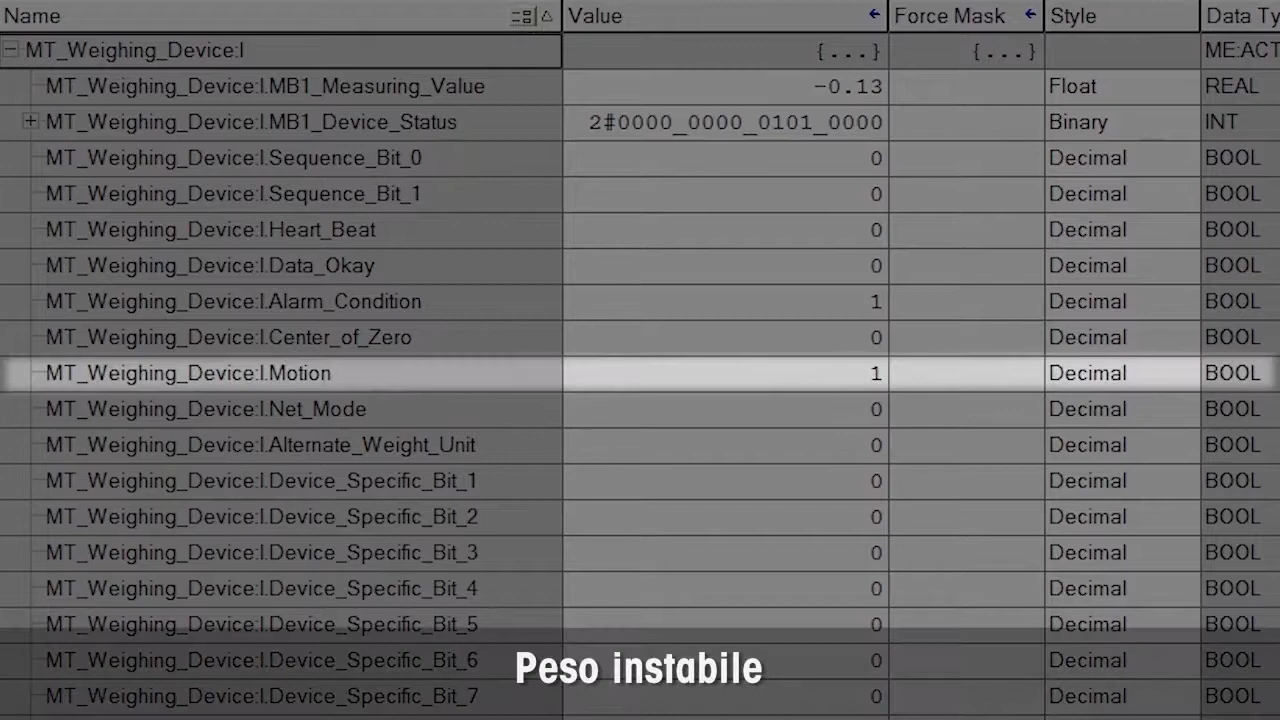 Name Value Force Mask Style Data Ty
MT_Weighing_Device:I {...} {...} ME:ACT
MT_Weighing_Device:I.MB1_Measuring_Value -0.13 Float REAL
MT_Weighing_Device:I.MB1_Device_Status 2#0000_0000_0101_0000 Binary INT
MT_Weighing_Device:I.Sequence_Bit_0 0 Decimal BOOL
MT_Weighing_Device:I.Sequence_Bit_1 0 Decimal BOOL
MT_Weighing_Device:I.Heart_Beat 0 Decimal BOOL
MT_Weighing_Device:I.Data_Okay 0 Decimal BOOL
MT_Weighing_Device:I.Alarm_Condition 1 Decimal BOOL
MT_Weighing_Device:I.Center_of_Zero 0 Decimal BOOL
MT_Weighing_Device:I.Motion 1 Decimal BOOL
MT_Weighing_Device:I.Net_Mode 0 Decimal BOOL
MT_Weighing_Device:I.Alternate_Weight_Unit 0 Decimal BOOL
MT_Weighing_Device:I.Device_Specific_Bit_1 0 Decimal BOOL
MT_Weighing_Device:I.Device_Specific_Bit_2 0 Decimal BOOL
MT_Weighing_Device:I.Device_Specific_Bit_3 0 Decimal BOOL
MT_Weighing_Device:I.Device_Specific_Bit_4 0 Decimal BOOL
MT_Weighing_Device:I.Device_Specific_Bit_5 0 Decimal BOOL
MT_Weighing_Device:I.Device_Specific_Bit_6 0 Decimal BOOL
Peso instabile
MT_Weighing_Device:I.Device_Specific_Bit_7 0 Decimal BOOL